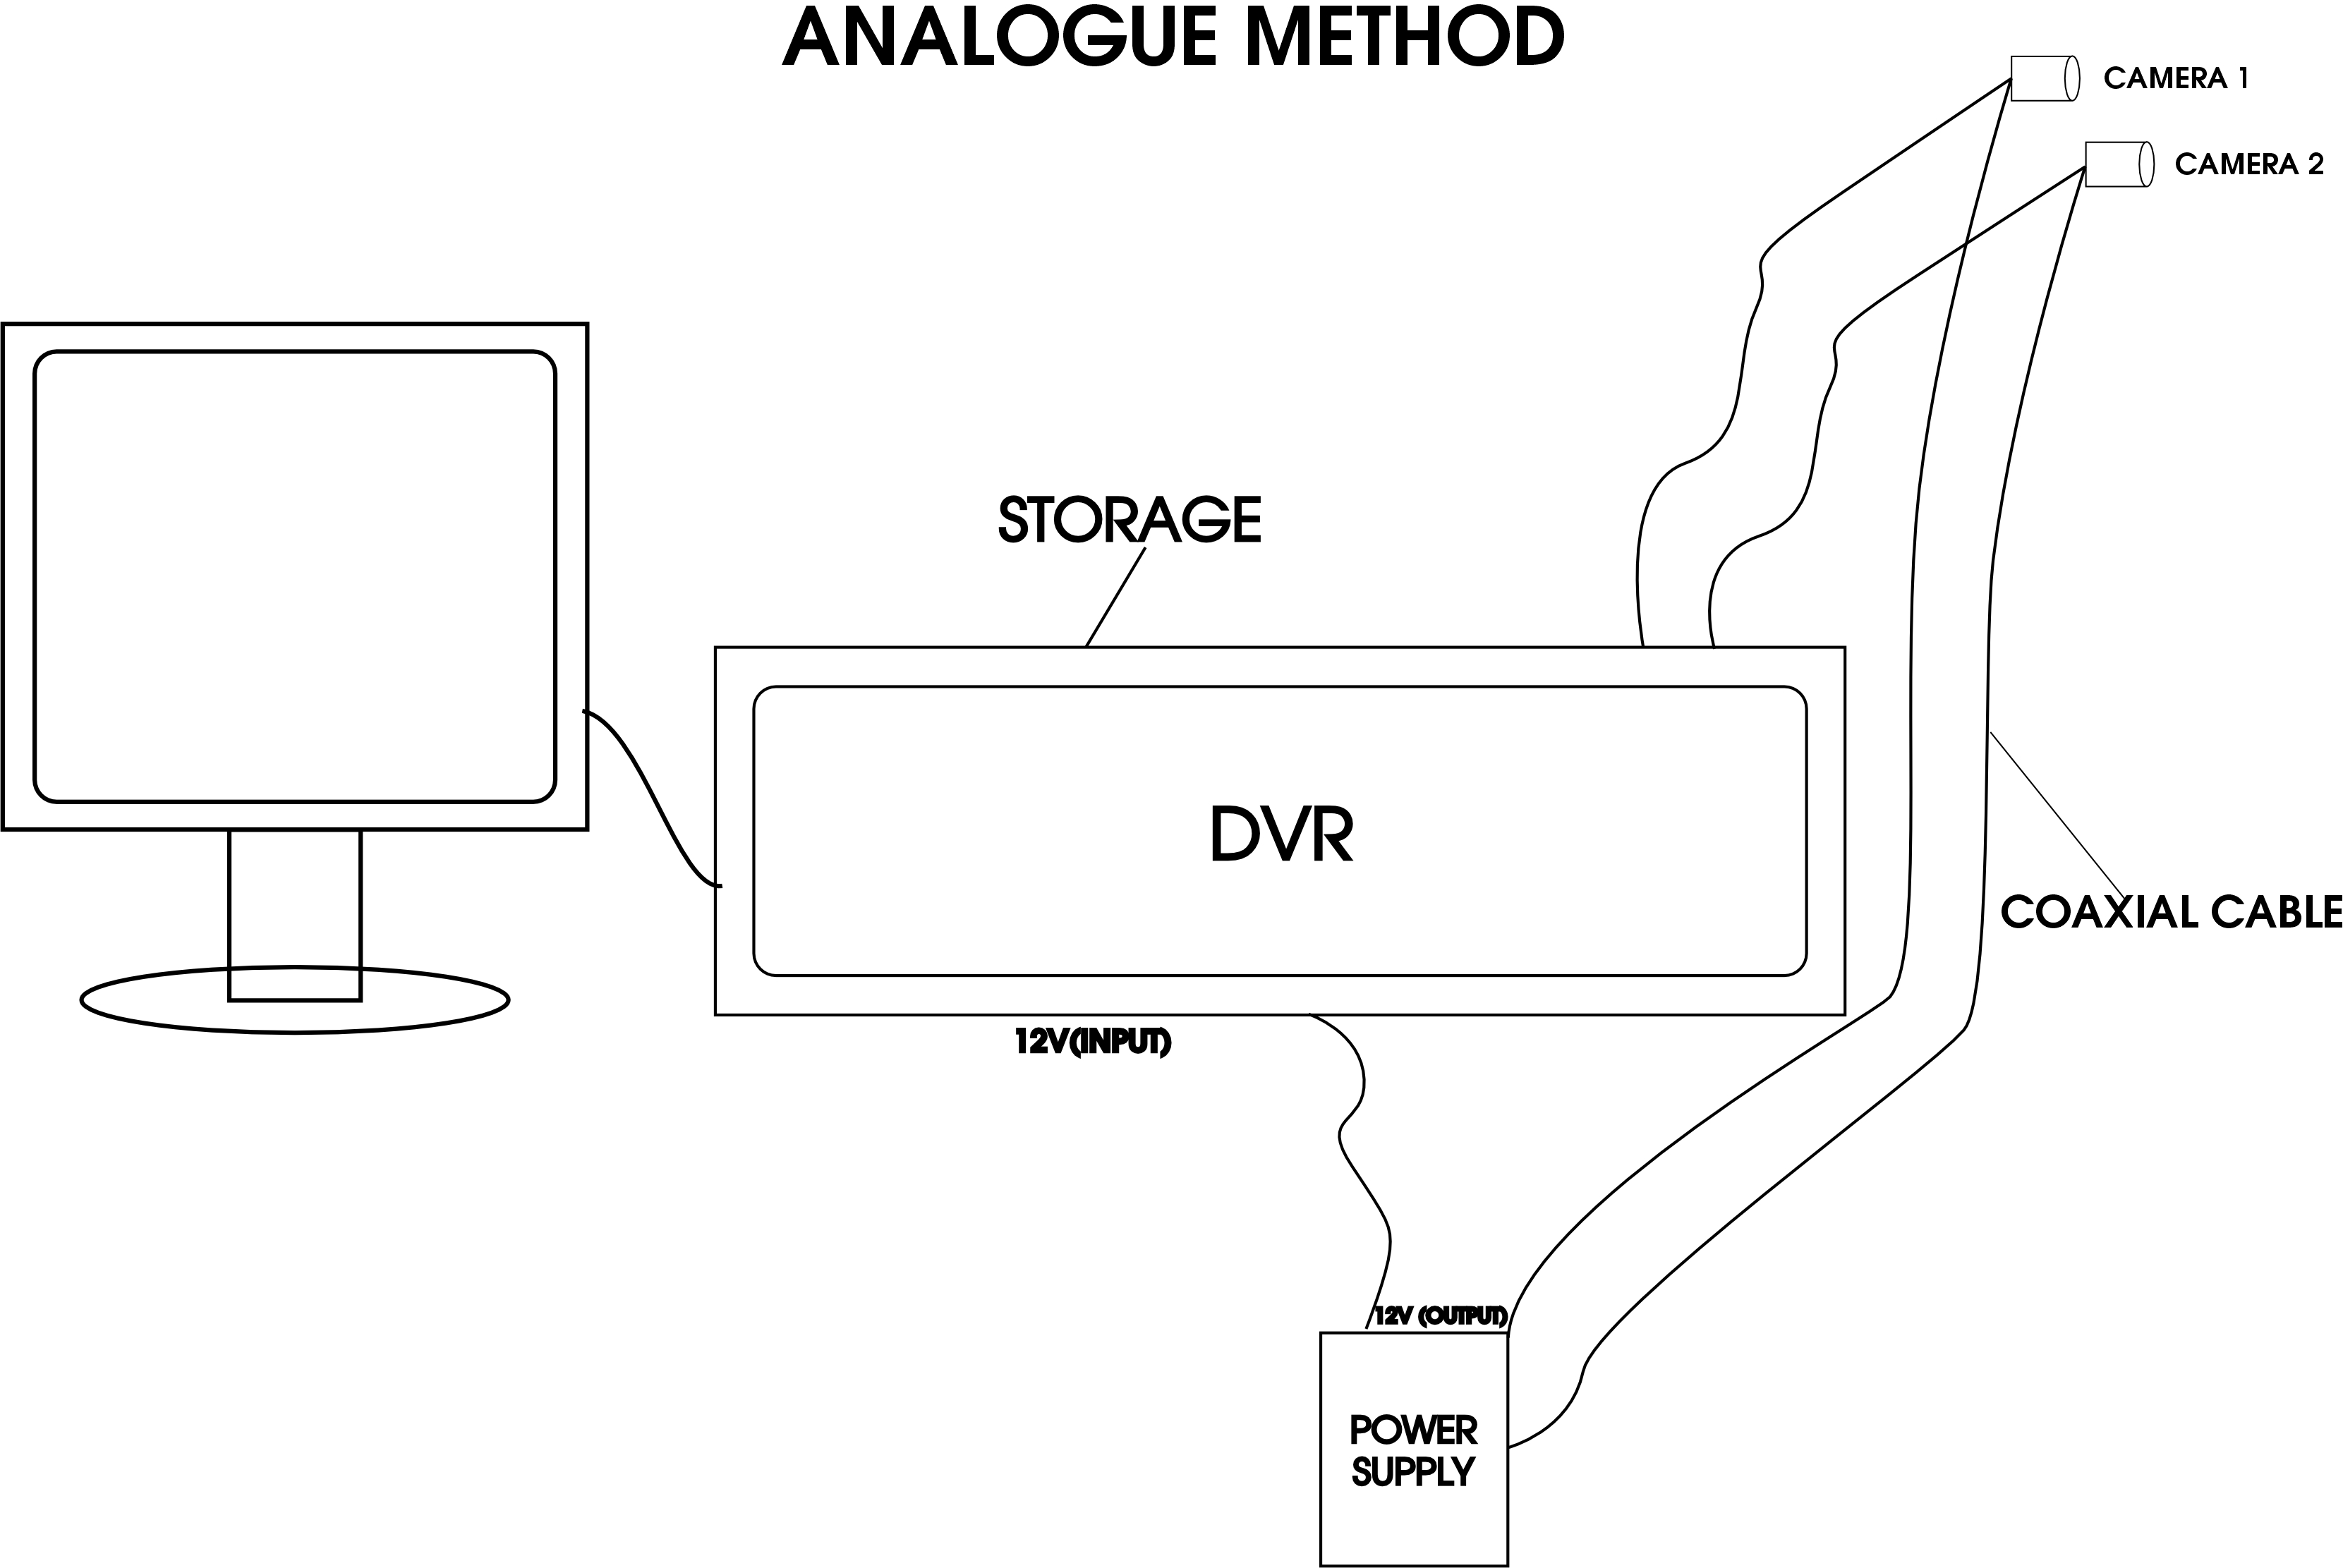 ANALOGUE METHOD
CAMERA 1
CAMERA 2
STORAGE
DVR
COAXIAL CABLE
12V(INPUT)
12V (OUTPUT)
POWER
SUPPLY